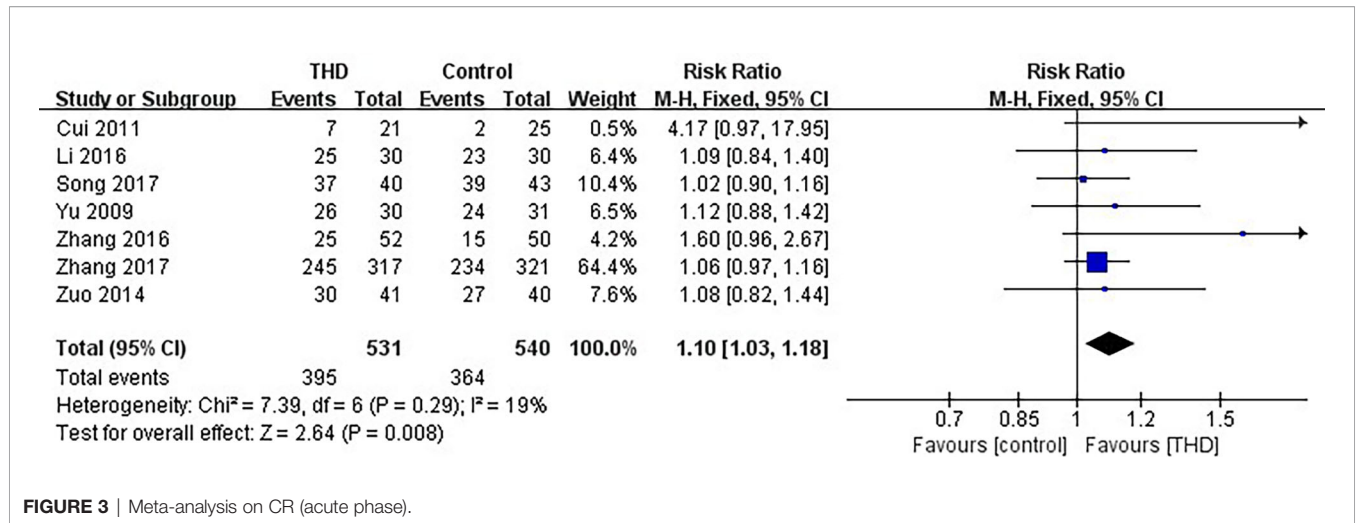 THD Control Risk Ratio Risk Ratio
Study or Subgroup Events Total Events Total Weight M-H, Fixed, 95% CI M-H, Fixed, 95% CI
Cui 2011 7 21 2 25 0.5% 4.17 [0.97, 17.95]
Li 2016 25 30 23 30 6.4% 1.09 [0.84, 1.40]
Song 2017 37 40 39 43 10.4% 1.02 [0.90, 1.16]
Yu 2009 26 30 24 31 6.5% 1.12 [0.88, 1.42]
Zhang 2016 25 52 15 50 4.2% 1.60 [0.96, 2.67]
Zhang 2017 245 317 234 321 64.4% 1.06 [0.97, 1.16]
Zuo 2014 30 41 27 40 7.6% 1.08 [0.82, 1.44]
Total (95% CI) 531 540 100.0% 1.10 [1.03, 1.18]
Total events 395 364
Heterogeneity: Chi² = 7.39, df = 6 (P = 0.29); I² = 19%
Test for overall effect: Z = 2.64 (P = 0.008)
0.7 0.85 1 1.2 1.5
Favours [control] Favours [THD]
FIGURE 3 | Meta-analysis on CR (acute phase).